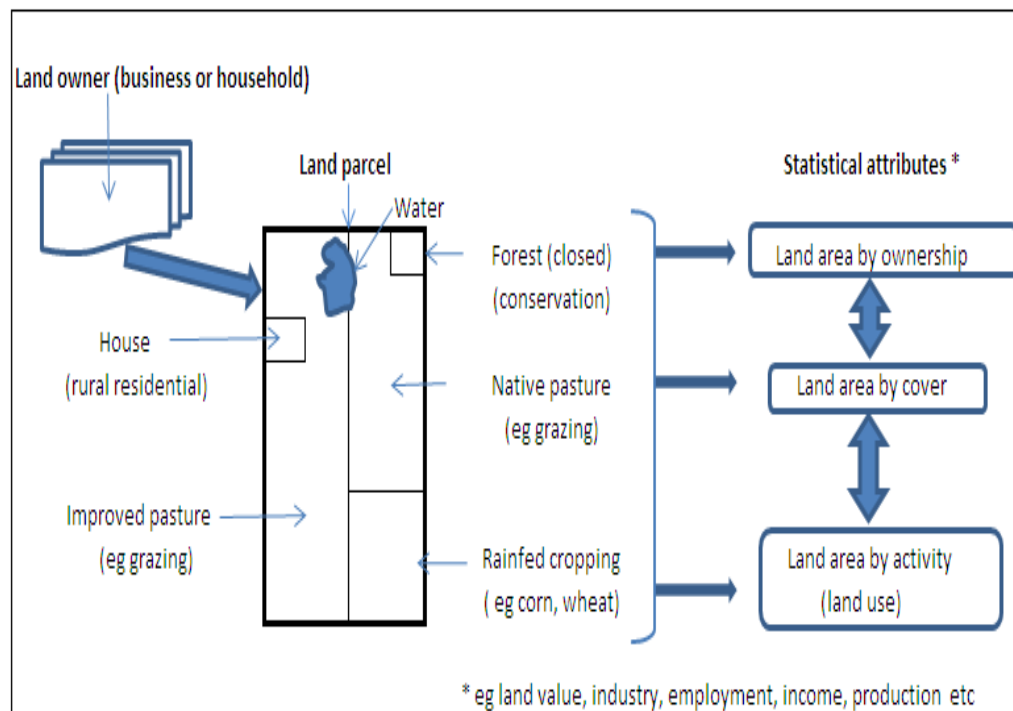 Land owner (business or household)
Land parcel
Statistical attributes *
Water
Forest (closed)
(conservation)
Land area by ownership
House
(rural residential)
Native pasture
(eg grazing)
Land area by cover
Improved pasture
(eg grazing)
Rainfed cropping
( eg corn, wheat)
Land area by activity
(land use)
* eg land value, industry, employment, income, production etc